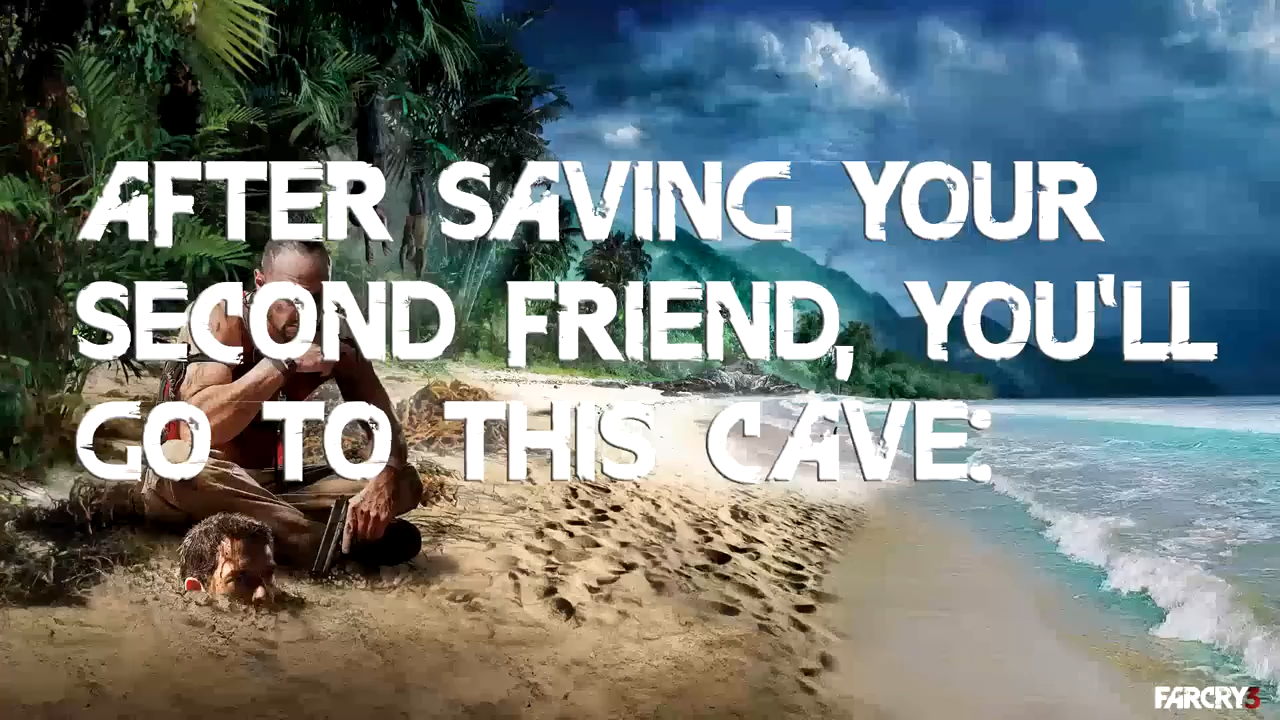 AFTER SAVING YOUR
SECOND FRIEND, YOU'LL
GO TO THIS CAVE:
FARCRY3